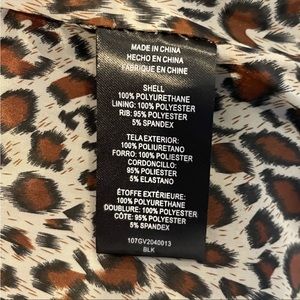 MADE IN CHINA
HECHO EN CHINA
FABRIQUE EN CHINE
SHELL
100% POLYURETHANE
LINING: 100% POLYESTER
RIB: 95% POLYESTER
5% SPANDEX
TELA EXTERIOR:
100% POLIURETANO
FORRO: 100% POLIESTER
CORDONCILLO:
95% POLIESTER
5% ELASTANO
ÉTOFFE EXTÉRIEURE:
100% POLYURETHANE
DOUBLURE: 100% POLYESTER
CÔTE: 95% POLYESTER
5% SPANDEX
107GV2040013
BLK